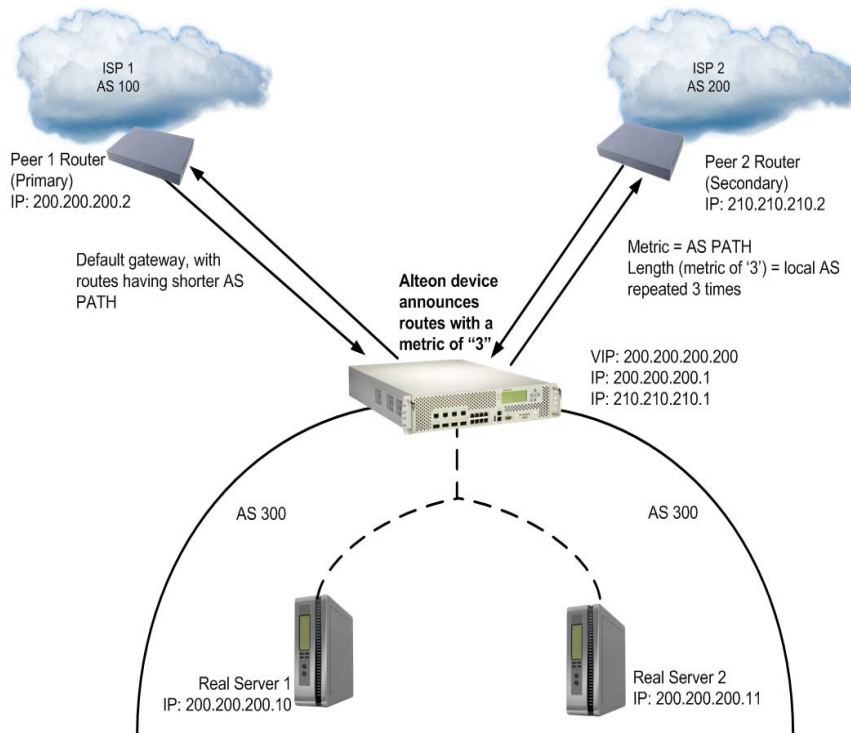 ISP 1
AS 100
ISP 2
AS 200
Peer 1 Router
(Primary)
IP: 200.200.200.2
Peer 2 Router
(Secondary)
IP: 210.210.210.2
Default gateway, with
routes having shorter AS
PATH
Alteon device
announces
routes with a
metric of “3”
Metric = AS PATH
Length (metric of ‘3’) = local AS
repeated 3 times
VIP: 200.200.200.200
IP: 200.200.200.1
IP: 210.210.210.1
AS 300
AS 300
Real Server 1
IP: 200.200.200.10
Real Server 2
IP: 200.200.200.11